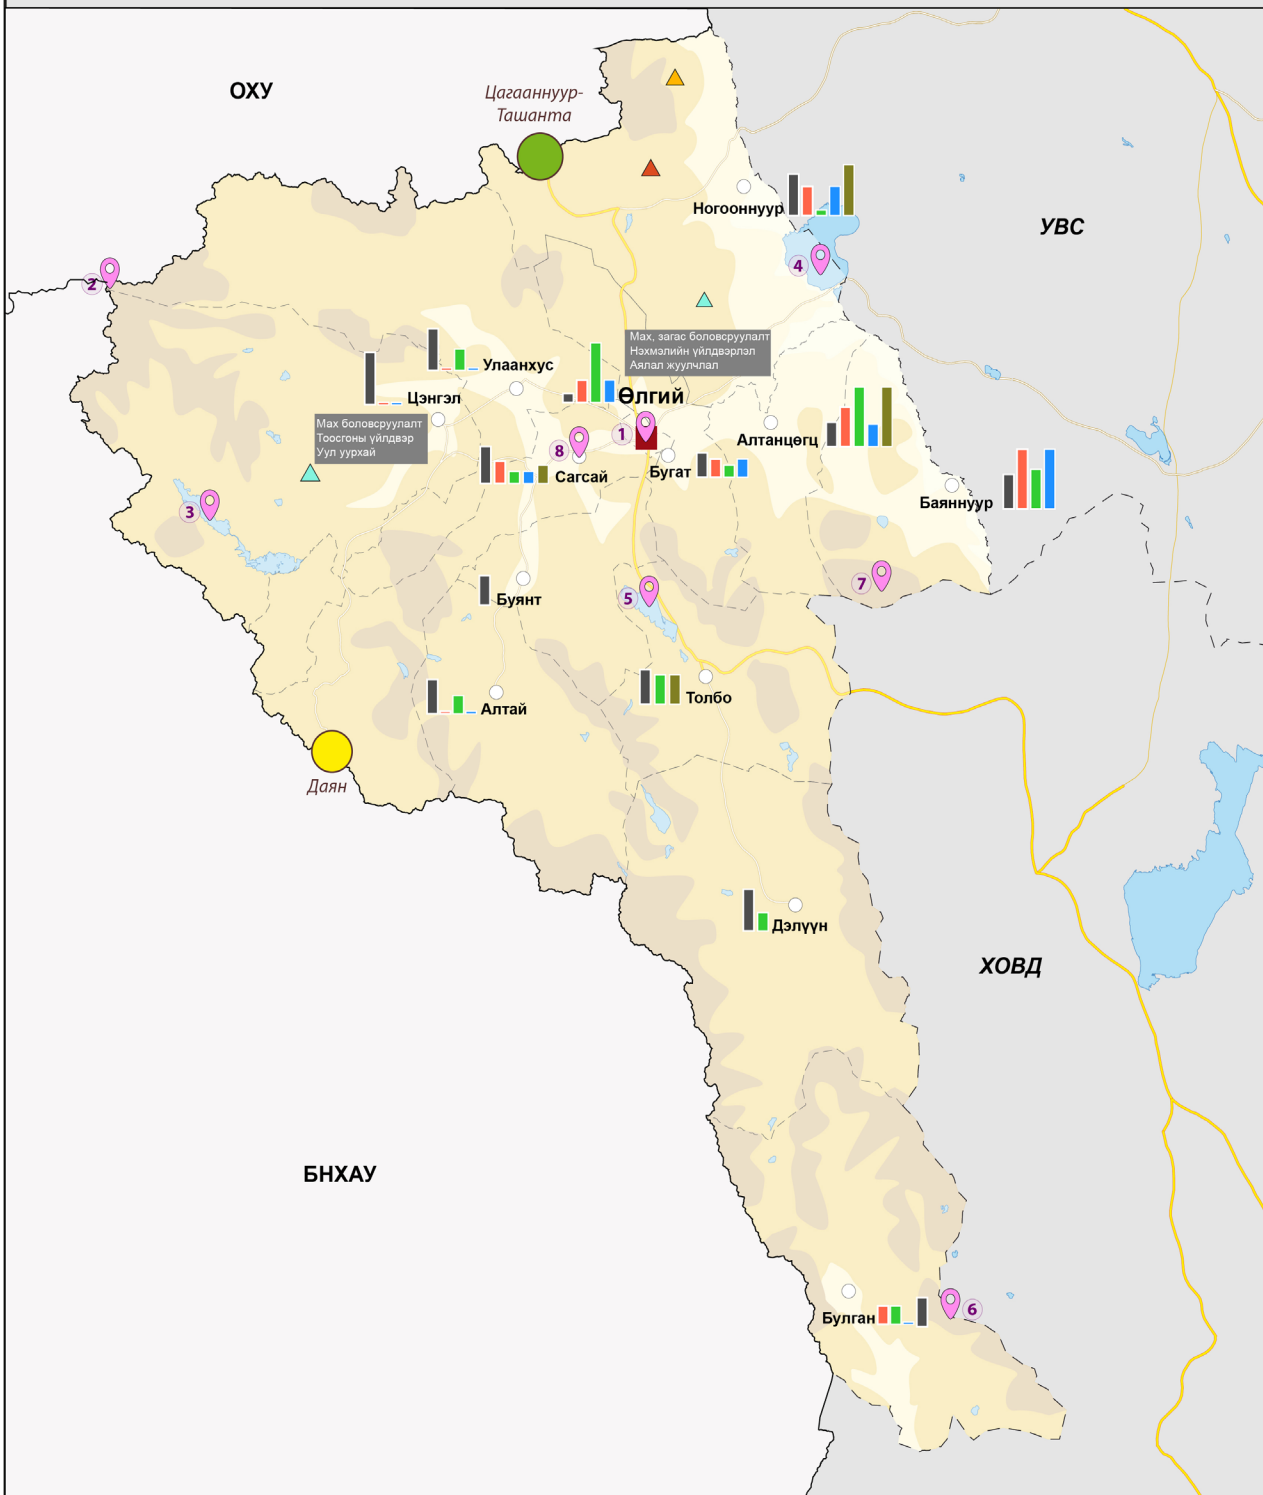 ОХУ
Цагааннуур-
Ташанта
Ногооннуур
УВС
4
2
Мах, загас боловсруулалт
Нэхмэлийн үйлдвэрлэл
Аялал жуулчлал
Улаанхус
Цэнгэл
Өлгий
Мах боловсруулалт
Тоосгоны үйлдвэр
Уул уурхай
1
8
Алтанцөгц
Сагсай
Бугат
Баяннуур
3
7
5
Буянт
Толбо
Алтай
Даян
Дэлүүн
ХОВД
БНХАУ
Булган
6